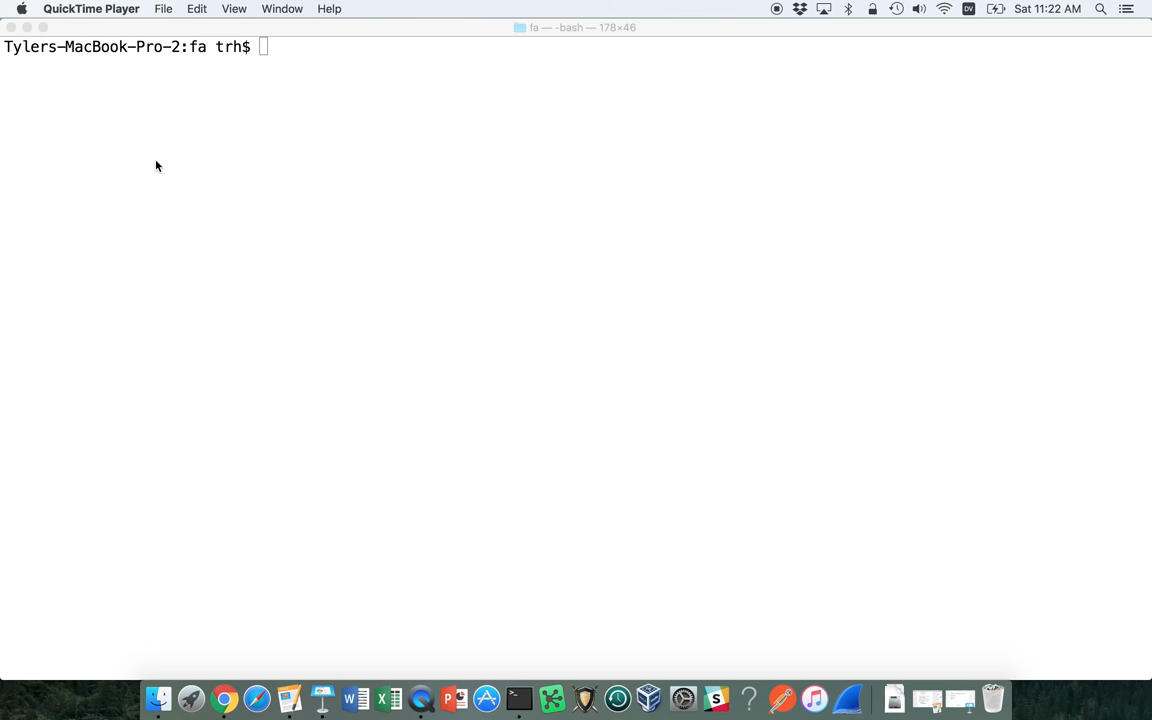 QuickTime Player File Edit View Window Help DV Sat 11:22 AM
fa — -bash — 178×46
Tylers-MacBook-Pro-2:fa trh$